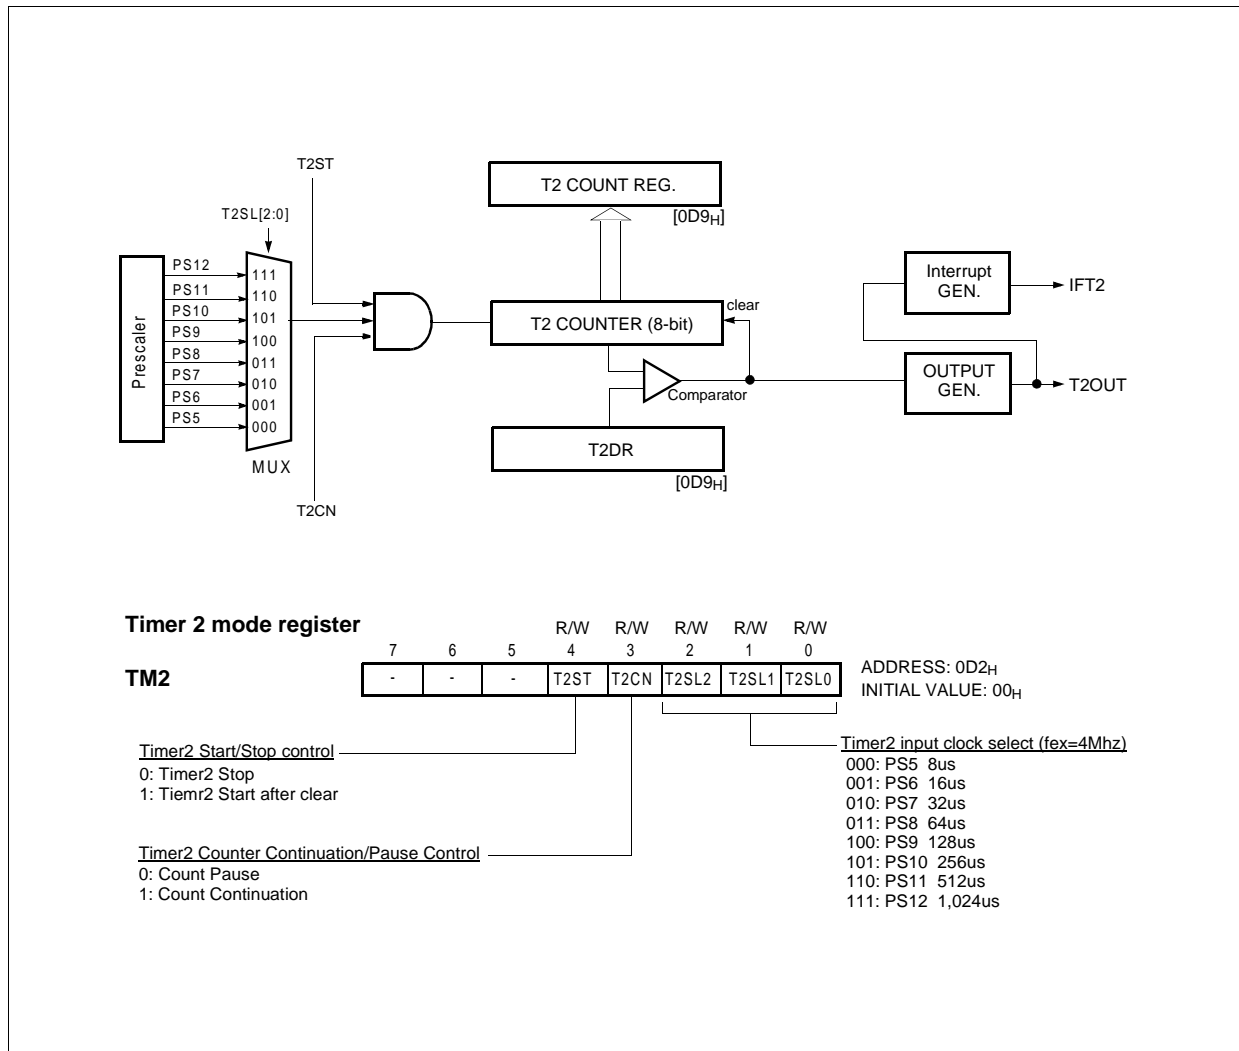 T2ST
T2 COUNT REG.
[0D9H]
T2SL[2:0]
Prescaler
PS12
PS11
PS10
PS9
PS8
PS7
PS6
PS5
111
110
101
100
011
010
001
000
MUX
T2CN
T2 COUNTER (8-bit)
clear
Comparator
T2DR
[0D9H]
Interrupt
GEN.
IFT2
OUTPUT
GEN.
T2OUT
Timer 2 mode register
R/W R/W R/W R/W R/W
7 6 5 4 3 2 1 0
TM2
- - - T2ST T2CN T2SL2 T2SL1 T2SL0
ADDRESS: 0D2H
INITIAL VALUE: 00H
Timer2 Start/Stop control
0: Timer2 Stop
1: Tiemr2 Start after clear
Timer2 Counter Continuation/Pause Control
0: Count Pause
1: Count Continuation
Timer2 input clock select (fex=4Mhz)
000: PS5 8us
001: PS6 16us
010: PS7 32us
011: PS8 64us
100: PS9 128us
101: PS10 256us
110: PS11 512us
111: PS12 1,024us